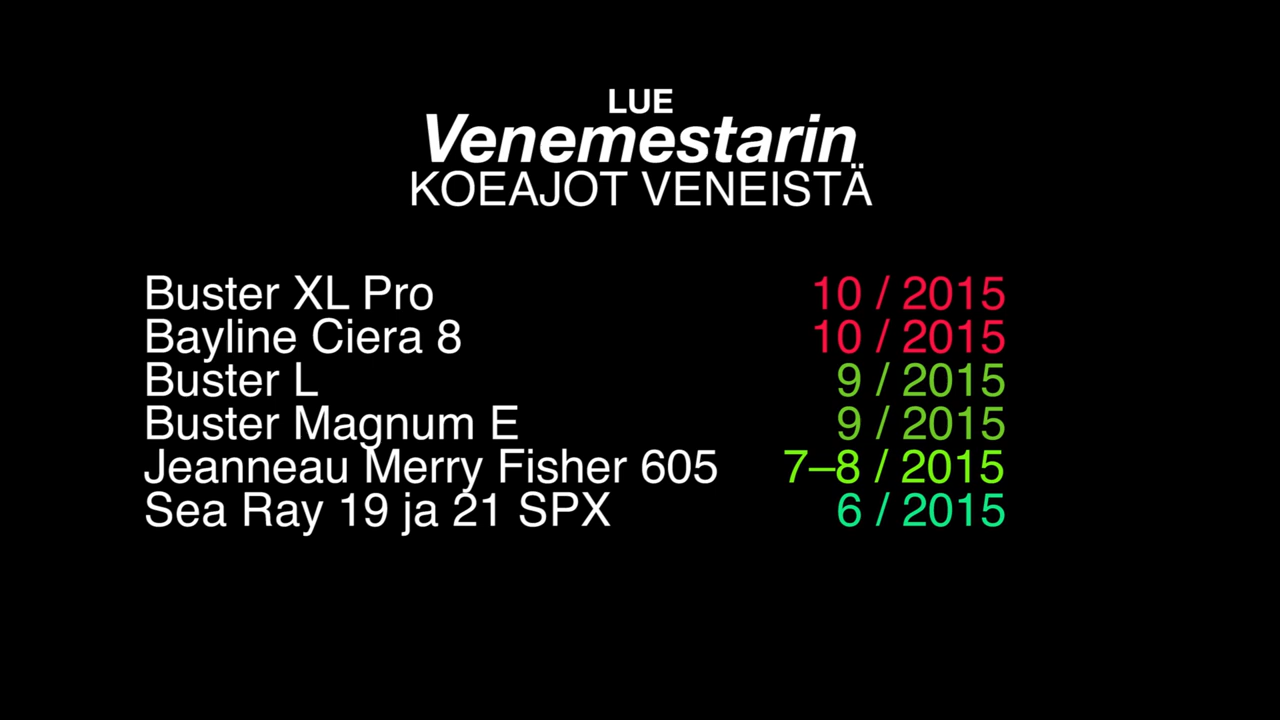 LUE
Venemestarin
KOEAJOT VENEISTÄ
Buster XL Pro 10 / 2015
Bayline Ciera 8 10 / 2015
Buster L 9 / 2015
Buster Magnum E 9 / 2015
Jeanneau Merry Fisher 605 7–8 / 2015
Sea Ray 19 ja 21 SPX 6 / 2015